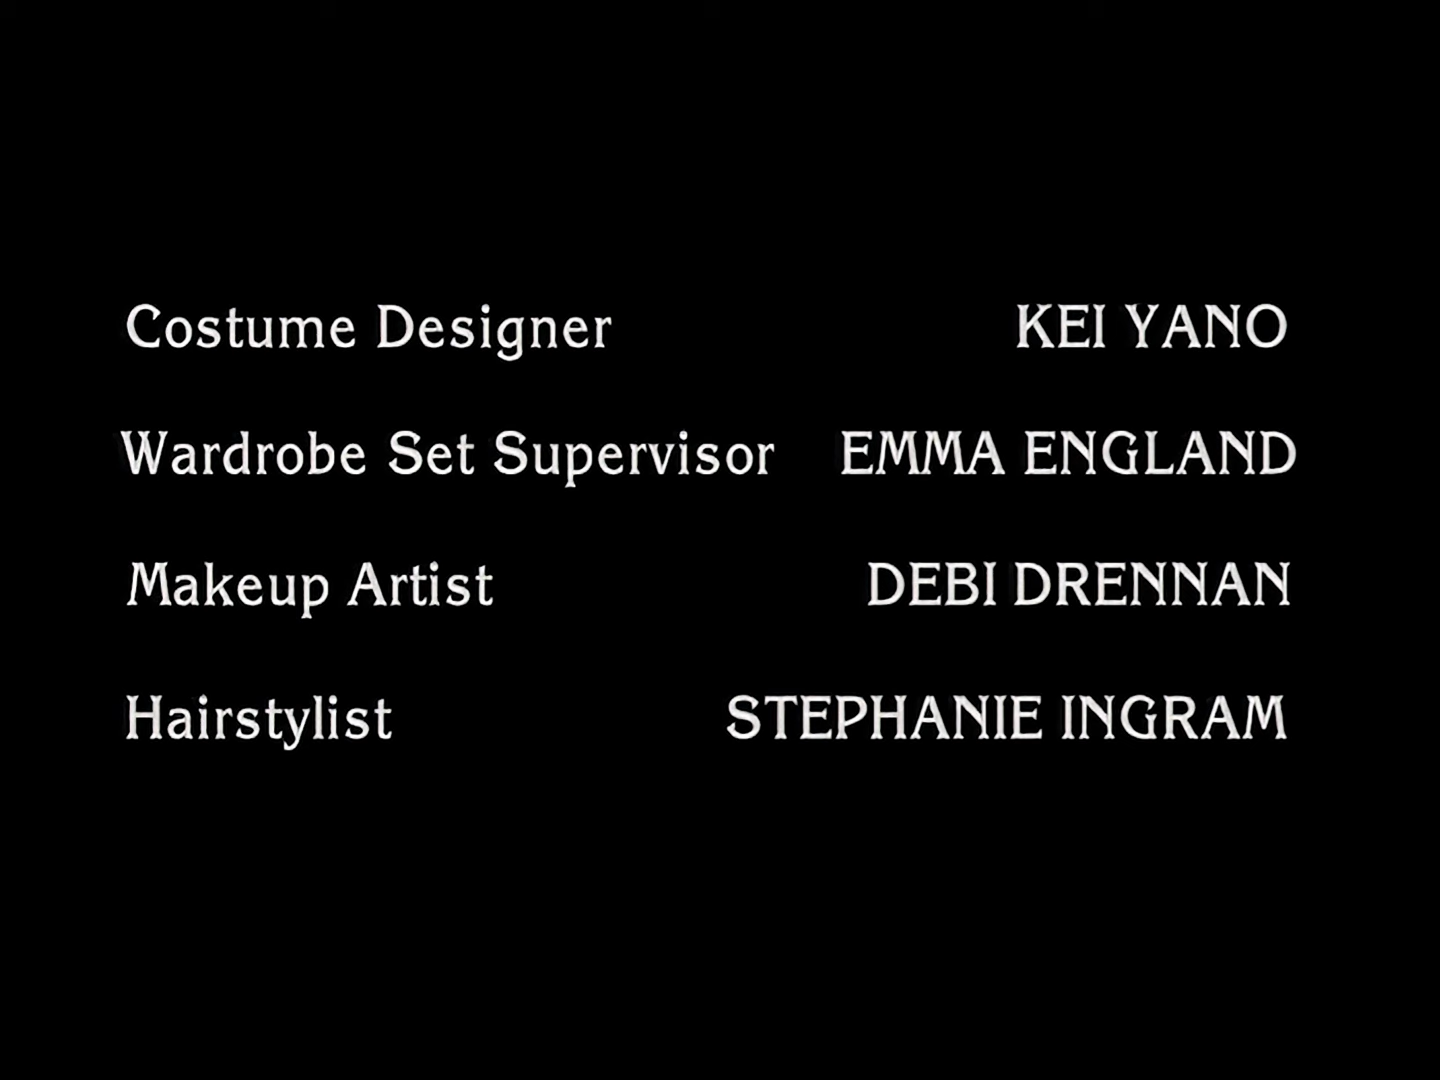 Costume Designer KEI YANO
Wardrobe Set Supervisor EMMA ENGLAND
Makeup Artist DEBI DRENNAN
Hairstylist STEPHANIE INGRAM